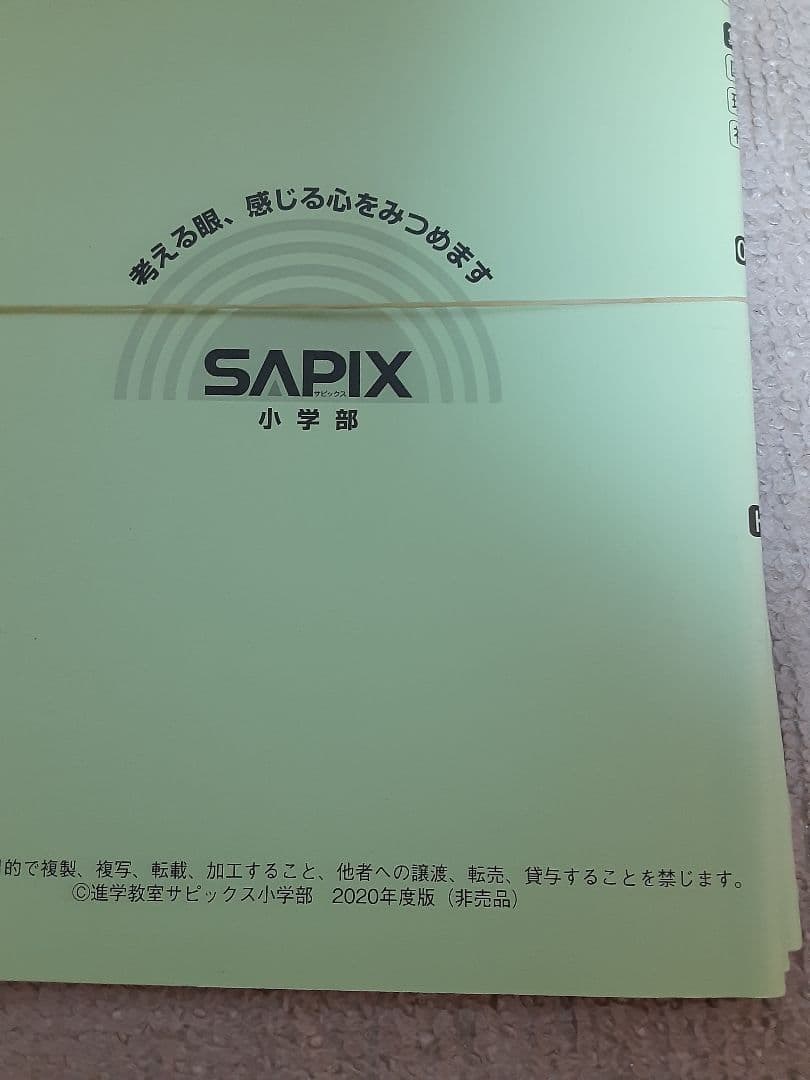 考える眼、感じる心をみつめます
SAPIX
サピックス
小学部
的で複製、複写、転載、加工すること、他者への譲渡、転売、貸与することを禁じます。
©進学教室サピックス小学部 2020年度版（非売品）